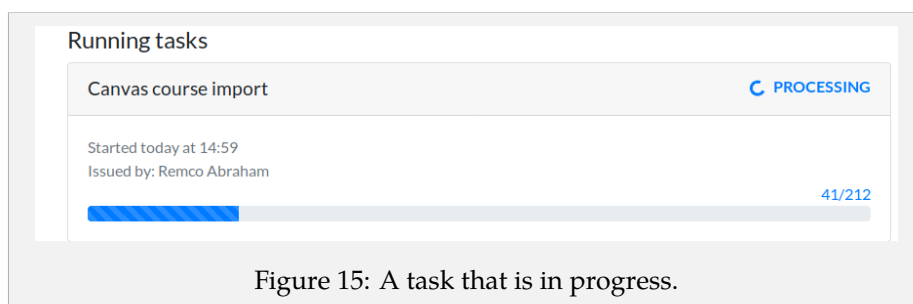 Running tasks
Canvas course import
PROCESSING
Started today at 14:59
Issued by: Remco Abraham
41/212
Figure 15: A task that is in progress.